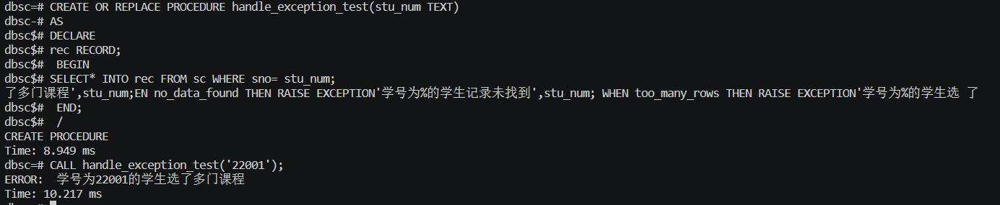 dbsc=# CREATE OR REPLACE PROCEDURE handle_exception_test(stu_num TEXT)
dbsc-# AS
dbsc$# DECLARE
dbsc$# rec RECORD;
dbsc$#  BEGIN
dbsc$# SELECT* INTO rec FROM sc WHERE sno= stu_num;
了多门课程',stu_num;EN no_data_found THEN RAISE EXCEPTION'学号为%的学生记录未找到',stu_num; WHEN too_many_rows THEN RAISE EXCEPTION'学号为%的学生选 了
dbsc$#  END;
dbsc$#  /
CREATE PROCEDURE
Time: 8.949 ms
dbsc=# CALL handle_exception_test('22001');
ERROR:  学号为22001的学生选了多门课程
Time: 10.217 ms